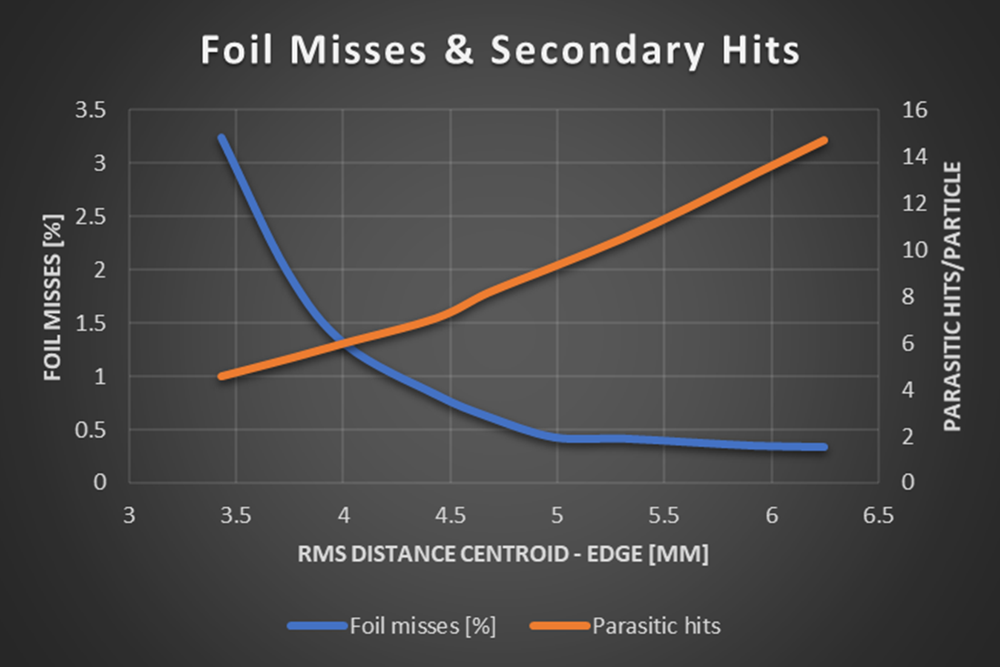 Foil Misses & Secondary Hits
3.5
3
2.5
2
1.5
1
0.5
0
FOIL MISSES [%]
16
14
12
10
8
6
4
2
0
PARASITIC HITS/PARTICLE
3 3.5 4 4.5 5 5.5 6 6.5
RMS DISTANCE CENTROID - EDGE [MM]
Foil misses [%] Parasitic hits